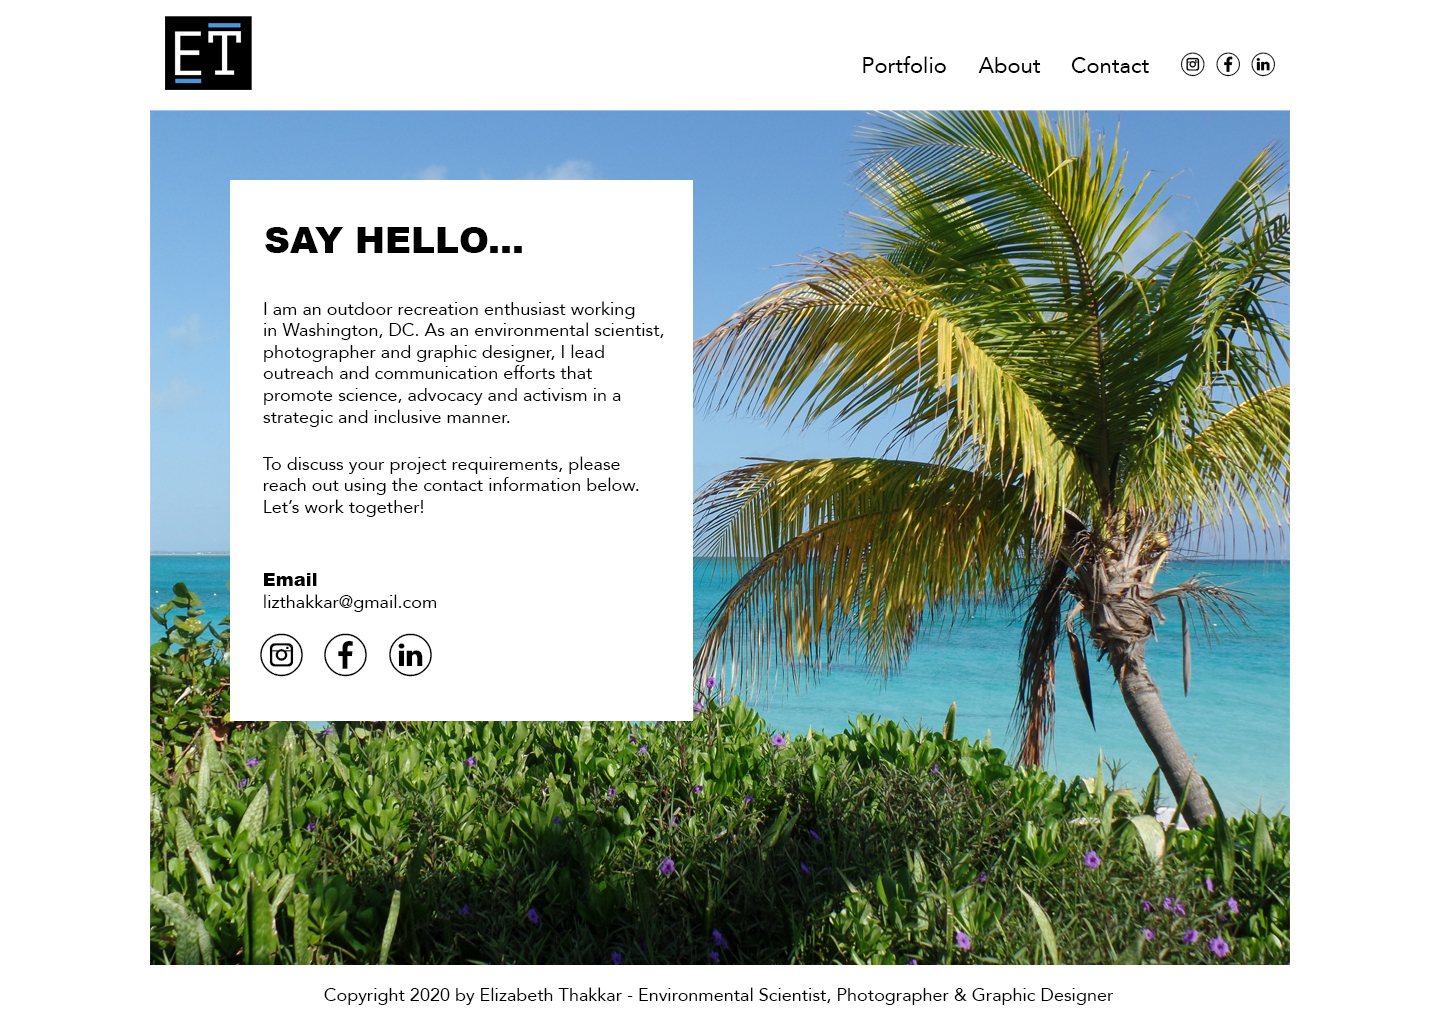 ET
Portfolio About Contact
SAY HELLO...
I am an outdoor recreation enthusiast working
in Washington, DC. As an environmental scientist,
photographer and graphic designer, I lead
outreach and communication efforts that
promote science, advocacy and activism in a
strategic and inclusive manner.
To discuss your project requirements, please
reach out using the contact information below.
Let’s work together!
Email
lizthakkar@gmail.com
Copyright 2020 by Elizabeth Thakkar - Environmental Scientist, Photographer & Graphic Designer